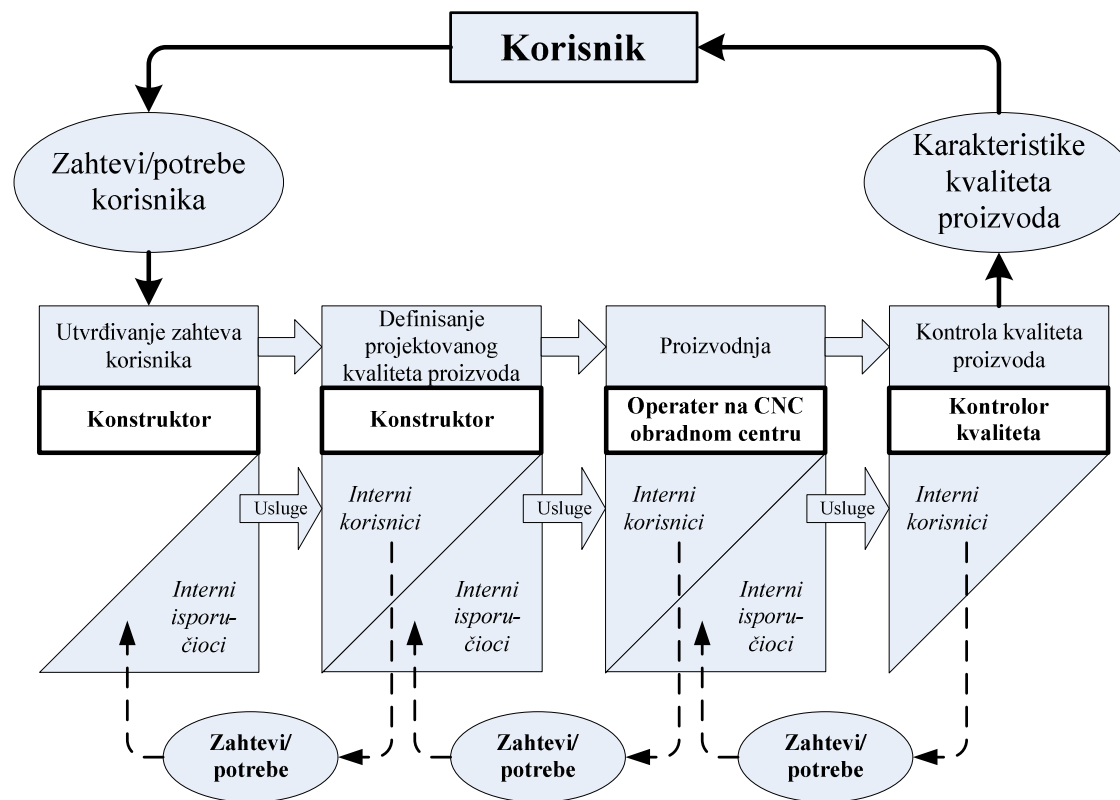 Korisnik
Zahtevi/potrebe
korisnika
Karakteristike
kvaliteta
proizvoda
Utvrđivanje zahteva
korisnika
Definisanje
projektovanog
kvaliteta proizvoda
Proizvodnja
Kontrola kvaliteta
proizvoda
Konstruktor
Konstruktor
Operater na CNC
obradnom centru
Kontrolor
kvaliteta
Usluge
Interni
korisnici
Usluge
Interni
korisnici
Usluge
Interni
korisnici
Interni
isporu-
čioci
Interni
isporu-
čioci
Interni
isporu-
čioci
Zahtevi/
potrebe
Zahtevi/
potrebe
Zahtevi/
potrebe